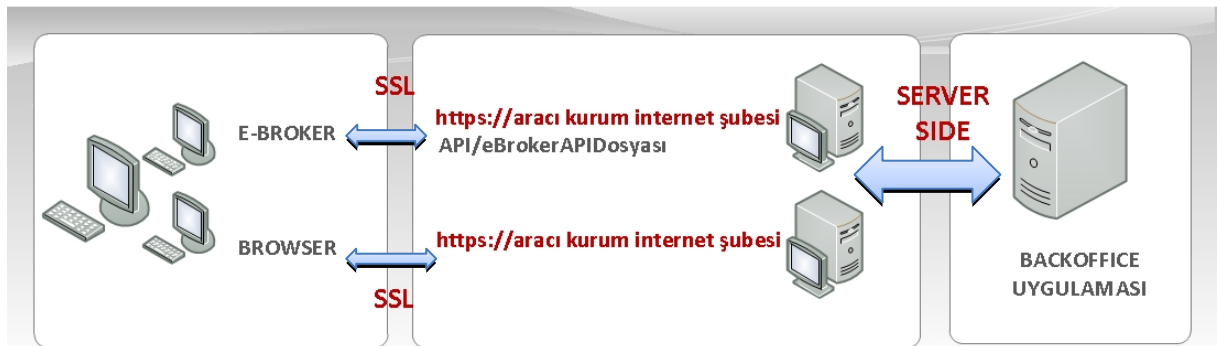 SSL
E-BROKER
https://aracı kurum internet şubesi
API/eBrokerAPIDosyası
SERVER
SIDE
BROWSER
https://aracı kurum internet şubesi
SSL
BACKOFFICE
UYGULAMASI